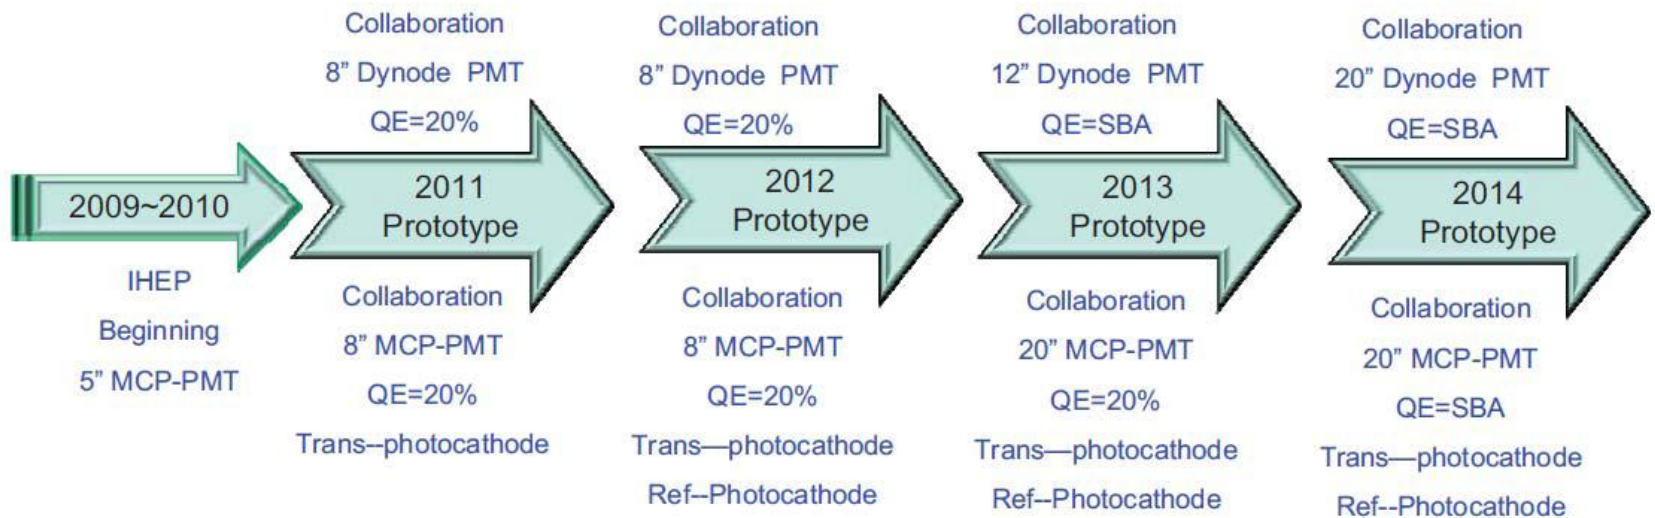 Collaboration
8” Dynode PMT
QE=20%
Collaboration
8” Dynode PMT
QE=20%
Collaboration
12” Dynode PMT
QE=SBA
Collaboration
20” Dynode PMT
QE=SBA
2009~2010
2011
Prototype
2012
Prototype
2013
Prototype
2014
Prototype
IHEP
Beginning
5” MCP-PMT
Collaboration
8” MCP-PMT
QE=20%
Trans--photocathode
Collaboration
8” MCP-PMT
QE=20%
Trans—photocathode
Ref--Photocathode
Collaboration
20” MCP-PMT
QE=20%
Trans—photocathode
Ref--Photocathode
Collaboration
20” MCP-PMT
QE=SBA
Trans—photocathode
Ref--Photocathode